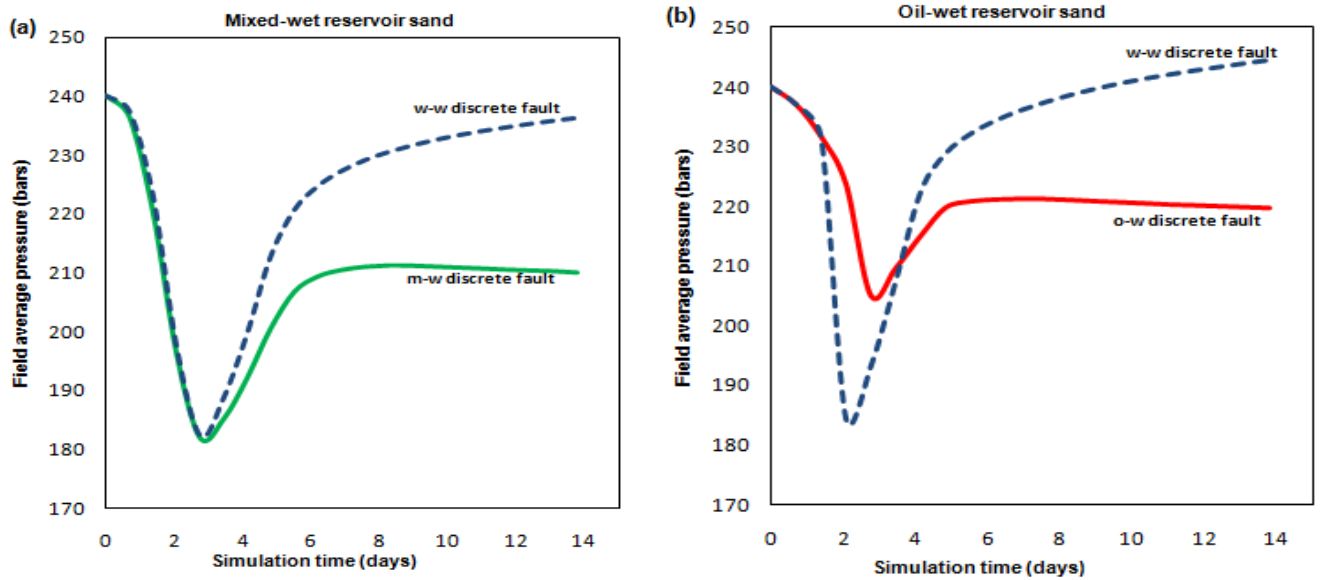 (a)
Mixed-wet reservoir sand
250
240
230
220
210
200
190
180
170
Field average pressure (bars)
w-w discrete fault
m-w discrete fault
0 2 4 6 8 10 12 14
Simulation time (days)
(b)
Oil-wet reservoir sand
250
240
230
220
210
200
190
180
170
Field average pressure (bars)
w-w discrete fault
o-w discrete fault
0 2 4 6 8 10 12 14
Simulation time (days)